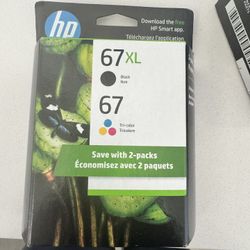 hp
Download the free
HP Smart app.
Téléchargez l'application
67XL
Black
Noir
67
Tri-color
Tricolore
Save with 2-packs
Économisez avec 2 paquets